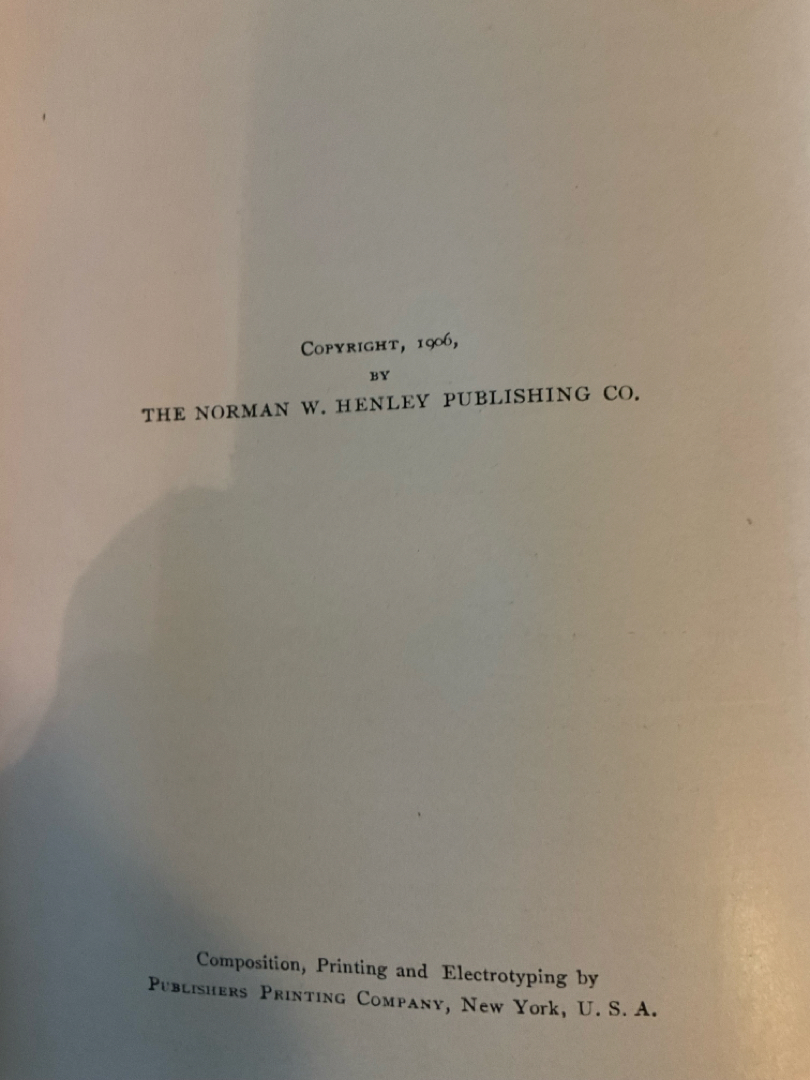 COPYRIGHT, 1906,
BY
THE NORMAN W. HENLEY PUBLISHING CO.
Composition, Printing and Electrotyping by
PUBLISHERS PRINTING COMPANY, New York, U. S. A.